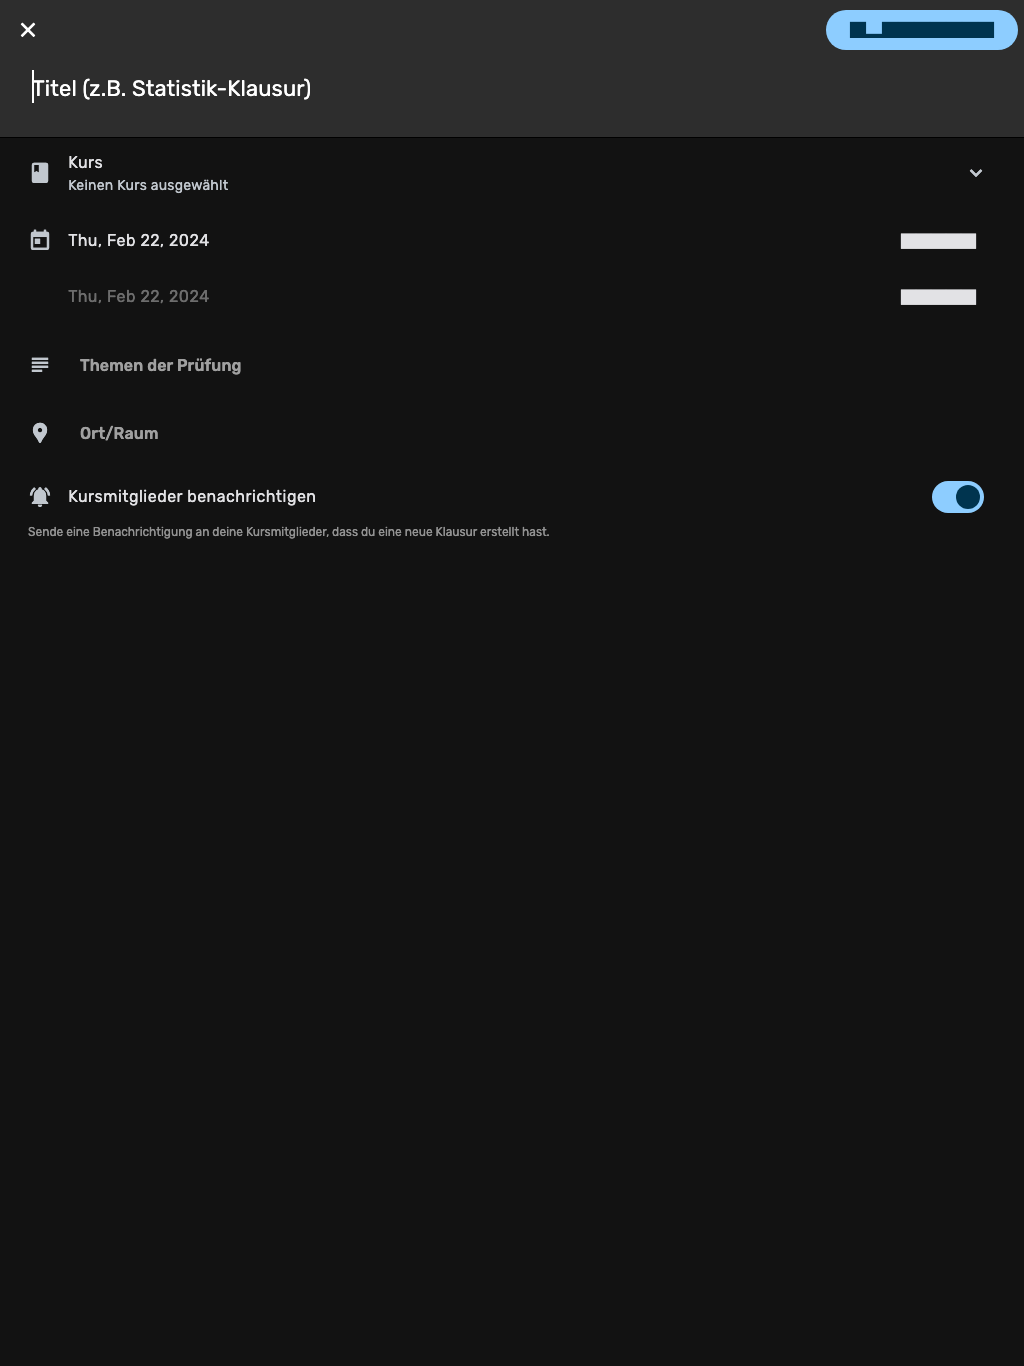 Titel (z.B. Statistik-Klausur)
Kurs
Keinen Kurs ausgewählt
Thu, Feb 22, 2024
Thu, Feb 22, 2024
Themen der Prüfung
Ort/Raum
Kursmitglieder benachrichtigen
Sende eine Benachrichtigung an deine Kursmitglieder, dass du eine neue Klausur erstellt hast.